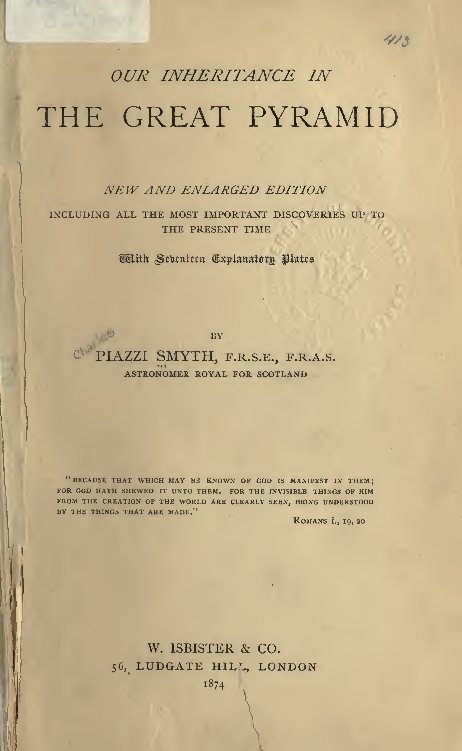 413
OUR INHERITANCE IN
THE GREAT PYRAMID
NEW AND ENLARGED EDITION
INCLUDING ALL THE MOST IMPORTANT DISCOVERIES UP TO
THE PRESENT TIME
With Seventeen Explanatory Plates
BY
Charles
PIAZZI SMYTH, F.R.S.E., F.R.A.S.
ASTRONOMER ROYAL FOR SCOTLAND
"BECAUSE THAT WHICH MAY BE KNOWN OF GOD IS MANIFEST IN THEM;
FOR GOD HATH SHEWED IT UNTO THEM. FOR THE INVISIBLE THINGS OF HIM
FROM THE CREATION OF THE WORLD ARE CLEARLY SEEN, BEING UNDERSTOOD
BY THE THINGS THAT ARE MADE."
ROMANS I., 19, 20
W. ISBISTER & CO.
56, LUDGATE HILL, LONDON
1874